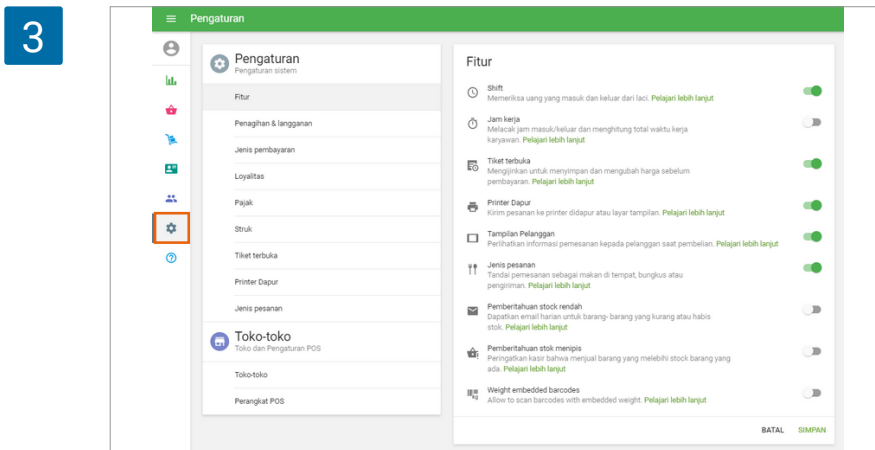 3
Pengaturan
Pengaturan
Pengaturan sistem
Fitur
Penagihan & langganan
Jenis pembayaran
Loyalitas
Pajak
Struk
Tiket terbuka
Printer Dapur
Jenis pesanan
Toko-toko
Toko dan Pengaturan POS
Toko-toko
Perangkat POS
Fitur
Shift
Memeriksa uang yang masuk dan keluar dari laci. Pelajari lebih lanjut
Jam kerja
Melacak jam masuk/keluar dan menghitung total waktu kerja
karyawan. Pelajari lebih lanjut
Tiket terbuka
Mengijinkan untuk menyimpan dan mengubah harga sebelum
pembayaran. Pelajari lebih lanjut
Printer Dapur
Kirim pesanan ke printer didapur atau layar tampilan. Pelajari lebih lanjut
Tampilan Pelanggan
Perlihatkan informasi pemesanan kepada pelanggan saat pembelian. Pelajari lebih lanjut
Jenis pesanan
Tandai pemesanan sebagai makan di tempat, bungkus atau
pengiriman. Pelajari lebih lanjut
Pemberitahuan stock rendah
Dapatkan email harian untuk barang- barang yang kurang atau habis
stok. Pelajari lebih lanjut
Pemberitahuan stok menipis
Peringatkan kasir bahwa menjual barang yang melebihi stock barang yang
ada. Pelajari lebih lanjut
Weight embedded barcodes
Allow to scan barcodes with embedded weight. Pelajari lebih lanjut
BATAL SIMPAN